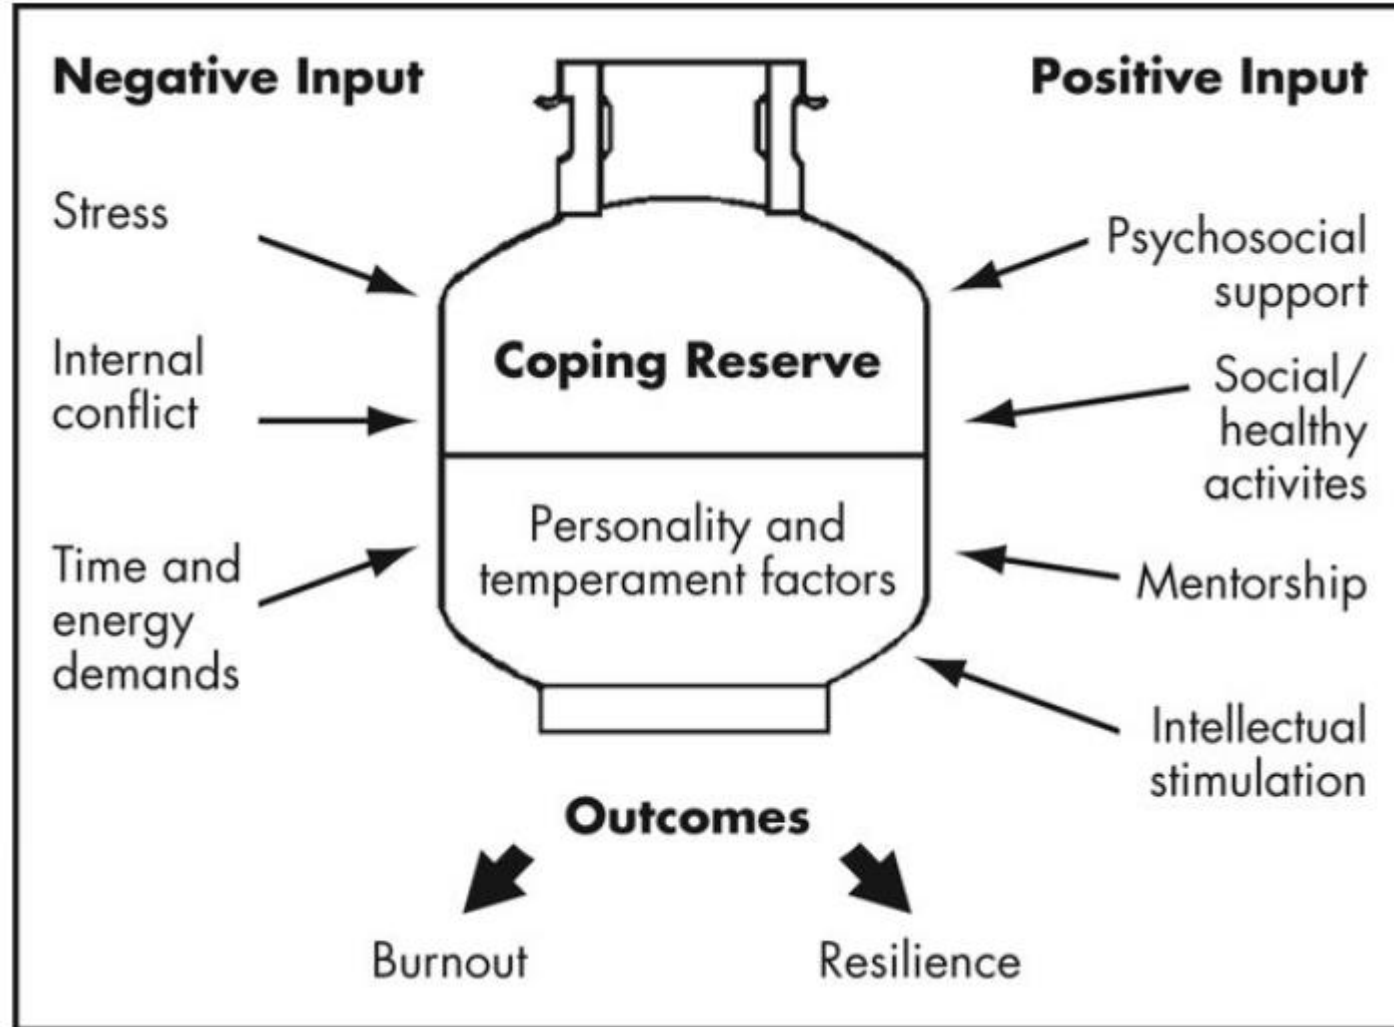 Negative Input
Positive Input
Stress
Internal
conflict
Time and
energy
demands
Coping Reserve
Personality and
temperament factors
Psychosocial
support
Social/
healthy
activites
Mentorship
Intellectual
stimulation
Outcomes
Burnout
Resilience